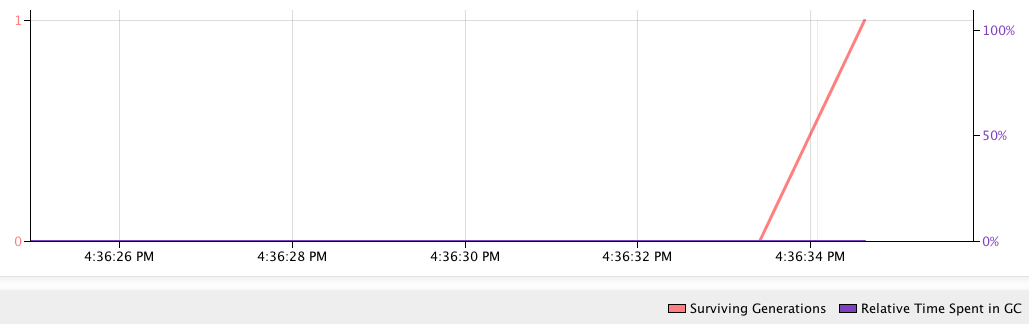 1
100%
50%
0
0%
4:36:26 PM
4:36:28 PM
4:36:30 PM
4:36:32 PM
4:36:34 PM
Surviving Generations
Relative Time Spent in GC